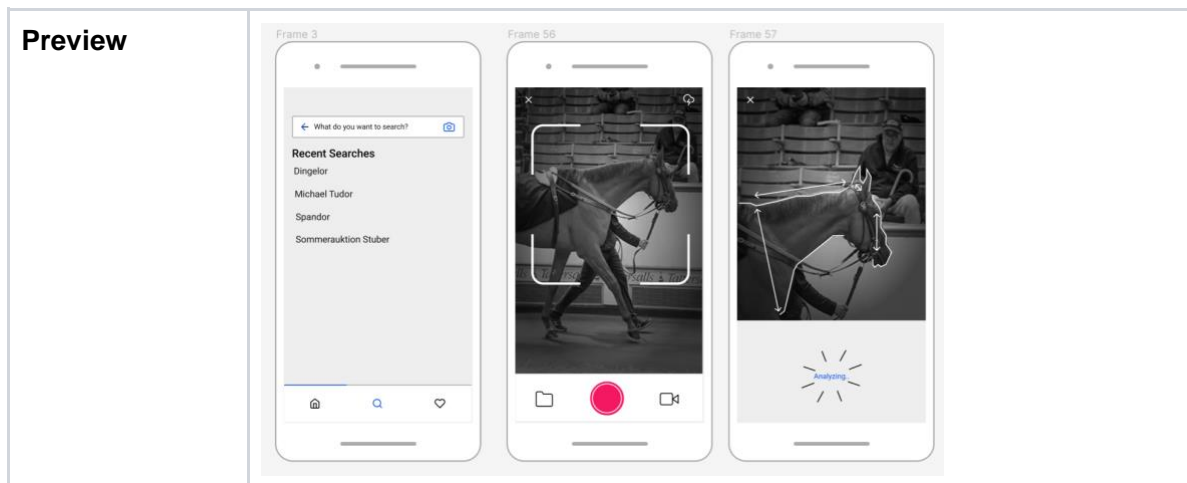 Preview
Frame 3
Frame 56
Frame 57
What do you want to search?
Recent Searches
Dingelor
Michael Tudor
Spandor
Sommerauktion Stuber
Analyzing..